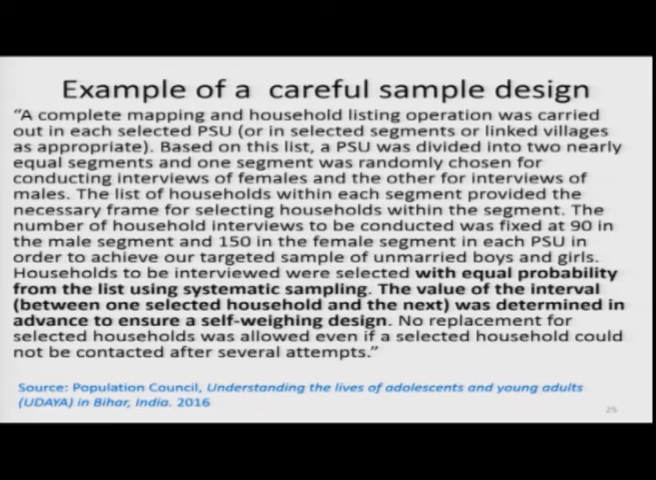 Example of a careful sample design
“A complete mapping and household listing operation was carried
out in each selected PSU (or in selected segments or linked villages
as appropriate). Based on this list, a PSU was divided into two nearly
equal segments and one segment was randomly chosen for
conducting interviews of females and the other for interviews of
males. The list of households within each segment provided the
necessary frame for selecting households within the segment. The
number of household interviews to be conducted was fixed at 90 in
the male segment and 150 in the female segment in each PSU in
order to achieve our targeted sample of unmarried boys and girls.
Households to be interviewed were selected with equal probability
from the list using systematic sampling. The value of the interval
(between one selected household and the next) was determined in
advance to ensure a self-weighing design. No replacement for
selected households was allowed even if a selected household could
not be contacted after several attempts.”
Source: Population Council, Understanding the lives of adolescents and young adults
(UDAYA) in Bihar, India. 2016
25